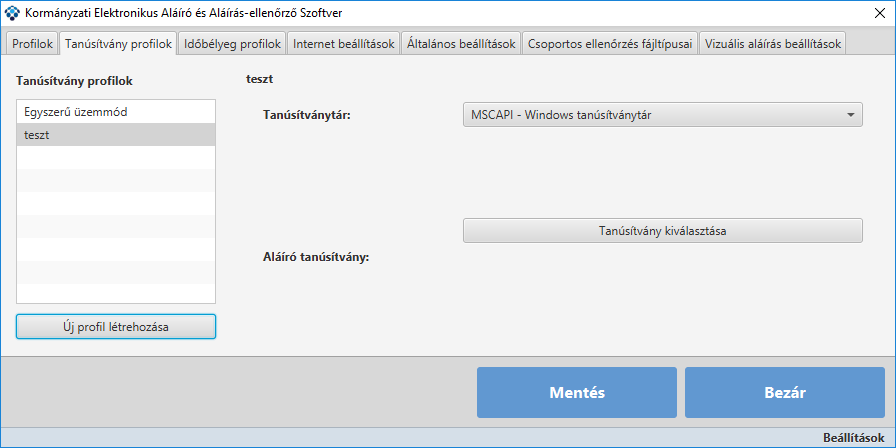 Kormányzati Elektronikus Aláíró és Aláírás-ellenőrző Szoftver
Profilok Tanúsítvány profilok Időbélyeg profilok Internet beállítások Általános beállítások Csoportos ellenőrzés fájltípusai Vizuális aláírás beállítások
Tanúsítvány profilok
Egyszerű üzemmód
teszt
Új profil létrehozása
teszt
Tanúsítványtár: MSCAPI - Windows tanúsítványtár
Tanúsítvány kiválasztása
Aláíró tanúsítvány:
Mentés Bezár
Beállítások